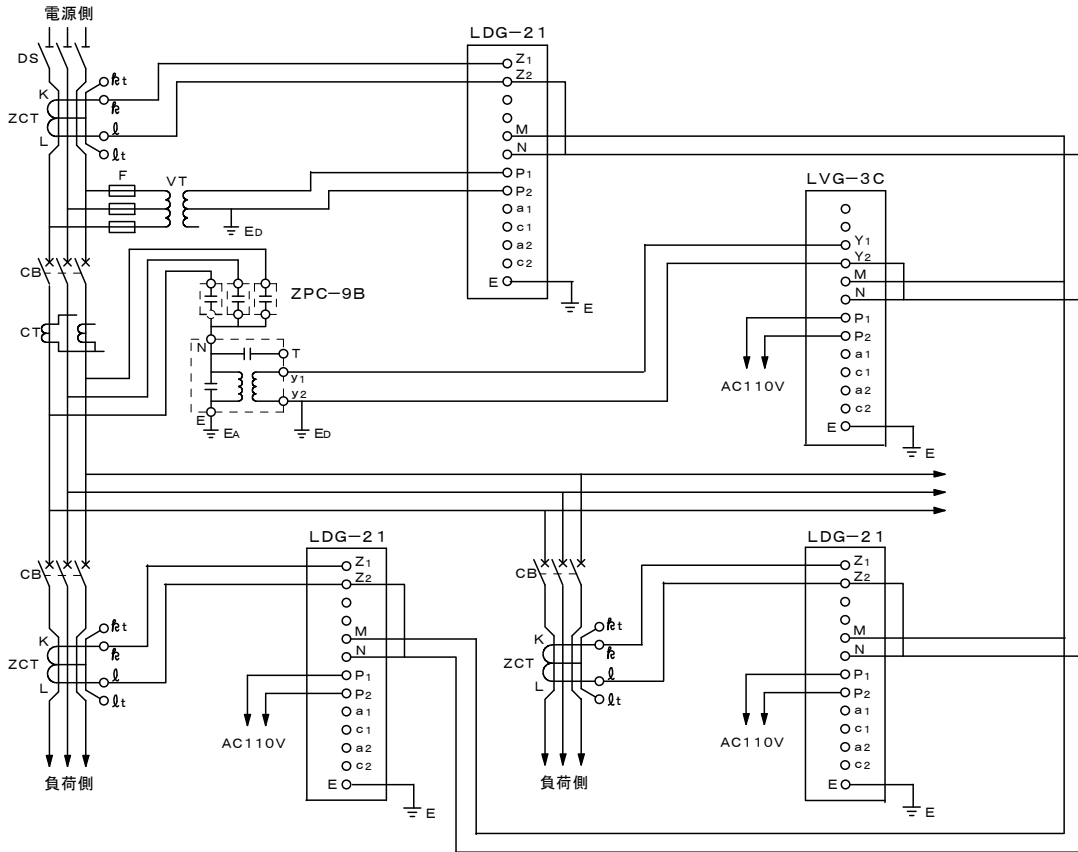 電源側
DS
K
ZCT
L
kt
k
l
lt
F
VT
ED
LDG-21
Z1
Z2
M
N
P1
P2
a1
c1
a2
c2
E
E
LVG-3C
Y1
Y2
M
N
P1
P2
a1
c1
a2
c2
E
E
AC110V
CB
CT
ZPC-9B
N
T
y1
y2
E
EA
ED
CB
K
ZCT
L
kt
k
l
lt
負荷側
LDG-21
Z1
Z2
M
N
P1
P2
a1
c1
a2
c2
E
E
AC110V
CB
K
ZCT
L
kt
k
l
lt
負荷側
LDG-21
Z1
Z2
M
N
P1
P2
a1
c1
a2
c2
E
E
AC110V